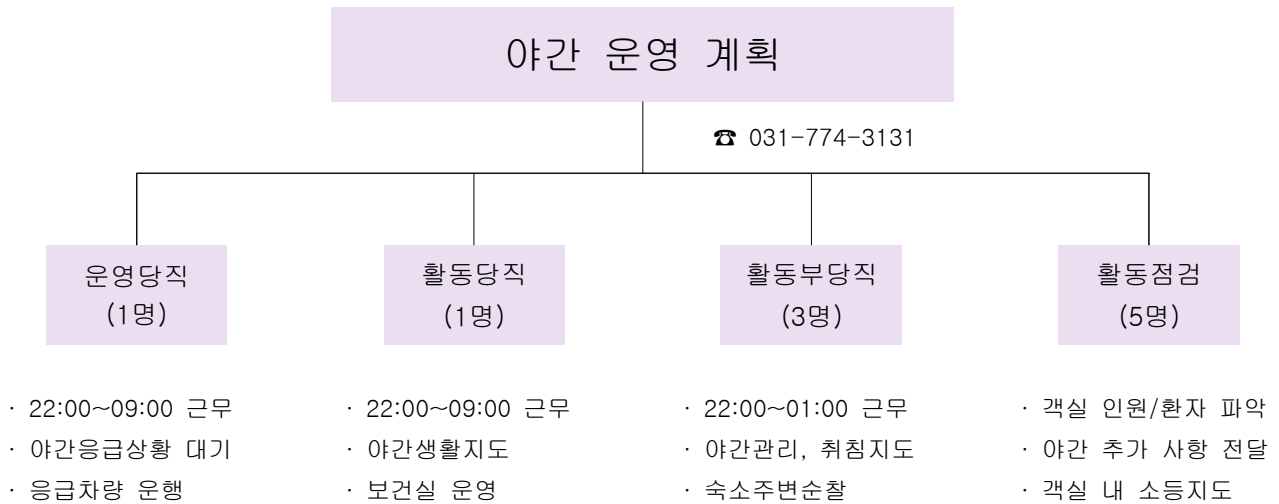 야간 운영 계획
☎ 031-774-3131
운영당직
(1명)
· 22:00~09:00 근무
· 야간응급상황 대기
· 응급차량 운행
활동당직
(1명)
· 22:00~09:00 근무
· 야간생활지도
· 보건실 운영
활동부당직
(3명)
· 22:00~01:00 근무
· 야간관리, 취침지도
· 숙소주변순찰
활동점검
(5명)
· 객실 인원/환자 파악
· 야간 추가 사항 전달
· 객실 내 소등지도